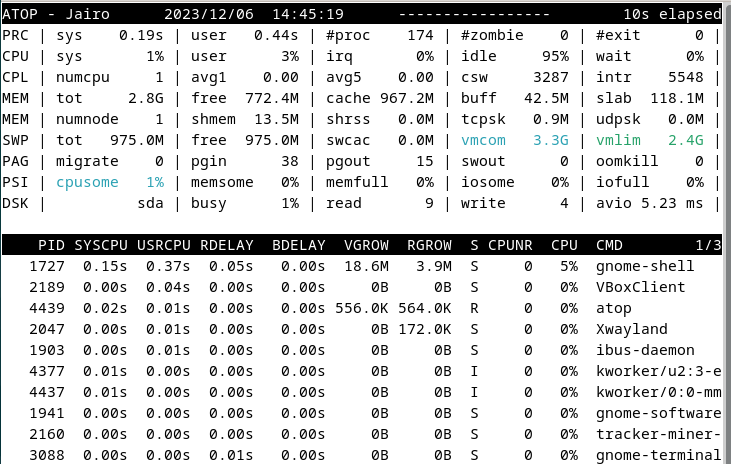 ATOP - Jairo 2023/12/06 14:45:19 ----------------- 10s elapsed
PRC | sys 0.19s | user 0.44s | #proc 174 | #zombie 0 | #exit 0 |
CPU | sys 1% | user 3% | irq 0% | idle 95% | wait 0% |
CPL | numcpu 1 | avg1 0.00 | avg5 0.00 | csw 3287 | intr 5548 |
MEM | tot 2.8G | free 772.4M | cache 967.2M | buff 42.5M | slab 118.1M |
MEM | numnode 1 | shmem 13.5M | shrss 0.0M | tcpsk 0.9M | udpsk 0.0M |
SWP | tot 975.0M | free 975.0M | swcac 0.0M | vmcom 3.3G | vmlim 2.4G |
PAG | migrate 0 | pgin 38 | pgout 15 | swout 0 | oomkill 0 |
PSI | cpusome 1% | memsome 0% | memfull 0% | iosome 0% | iofull 0% |
DSK | sda | busy 1% | read 9 | write 4 | avio 5.23 ms |
PID SYSCPU USRCPU RDELAY BDELAY VGROW RGROW S CPUNR CPU CMD 1/3
1727 0.15s 0.37s 0.05s 0.00s 18.6M 3.9M S 0 5% gnome-shell
2189 0.00s 0.04s 0.00s 0.00s 0B 0B S 0 0% VBoxClient
4439 0.02s 0.01s 0.00s 0.00s 556.0K 564.0K R 0 0% atop
2047 0.00s 0.01s 0.00s 0.00s 0B 172.0K S 0 0% Xwayland
1903 0.00s 0.01s 0.00s 0.00s 0B 0B S 0 0% ibus-daemon
4377 0.01s 0.00s 0.00s 0.00s 0B 0B I 0 0% kworker/u2:3-e
4437 0.01s 0.00s 0.00s 0.00s 0B 0B I 0 0% kworker/0:0-mm
1941 0.00s 0.00s 0.00s 0.00s 0B 0B S 0 0% gnome-software
2160 0.00s 0.00s 0.00s 0.00s 0B 0B S 0 0% tracker-miner-
3088 0.00s 0.00s 0.01s 0.00s 0B 0B S 0 0% gnome-terminal